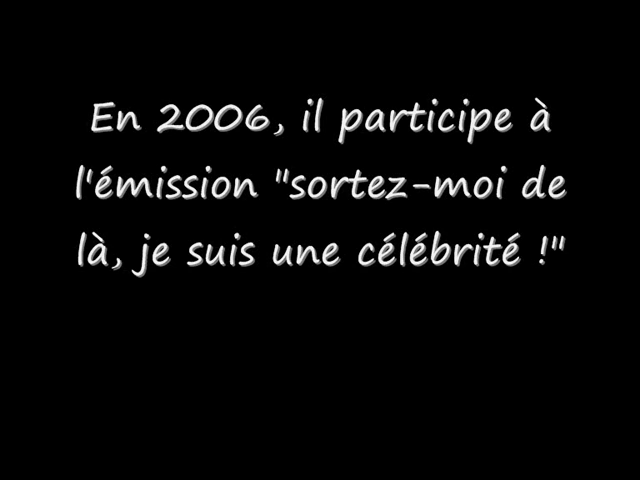 En 2006, il participe à
l'émission "sortez-moi de
là, je suis une célébrité !"